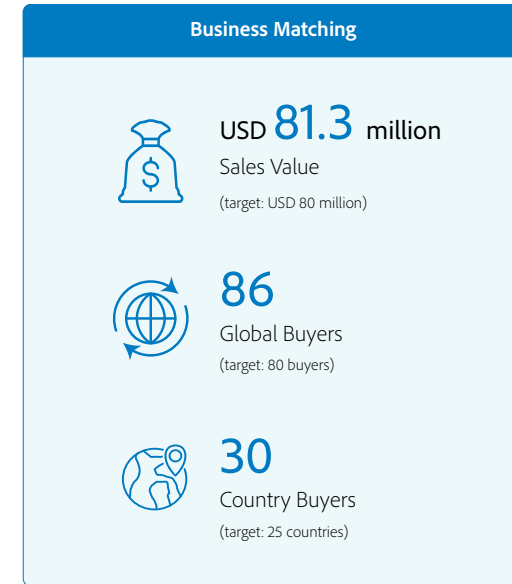 Business Matching
USD 81.3 million
Sales Value
(target: USD 80 million)
86
Global Buyers
(target: 80 buyers)
30
Country Buyers
(target: 25 countries)
$